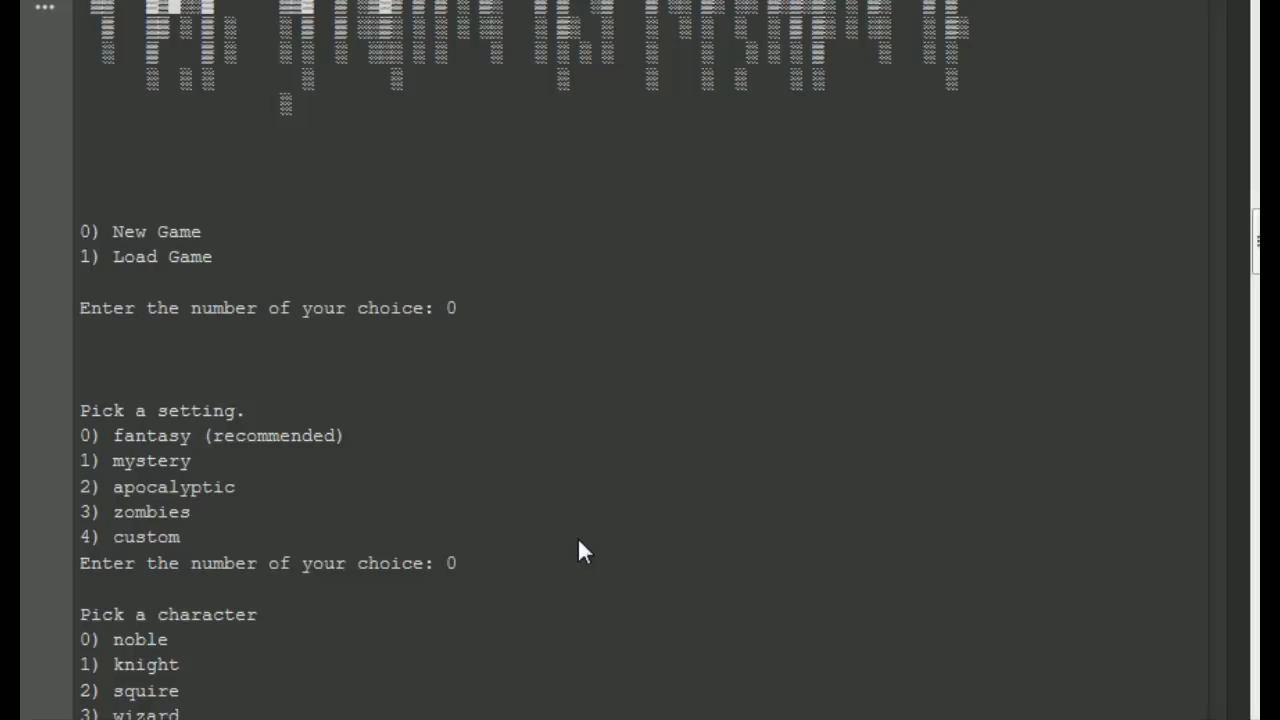 0) New Game
1) Load Game
Enter the number of your choice: 0
Pick a setting.
0) fantasy (recommended)
1) mystery
2) apocalyptic
3) zombies
4) custom
Enter the number of your choice: 0
Pick a character
0) noble
1) knight
2) squire
3) wizard